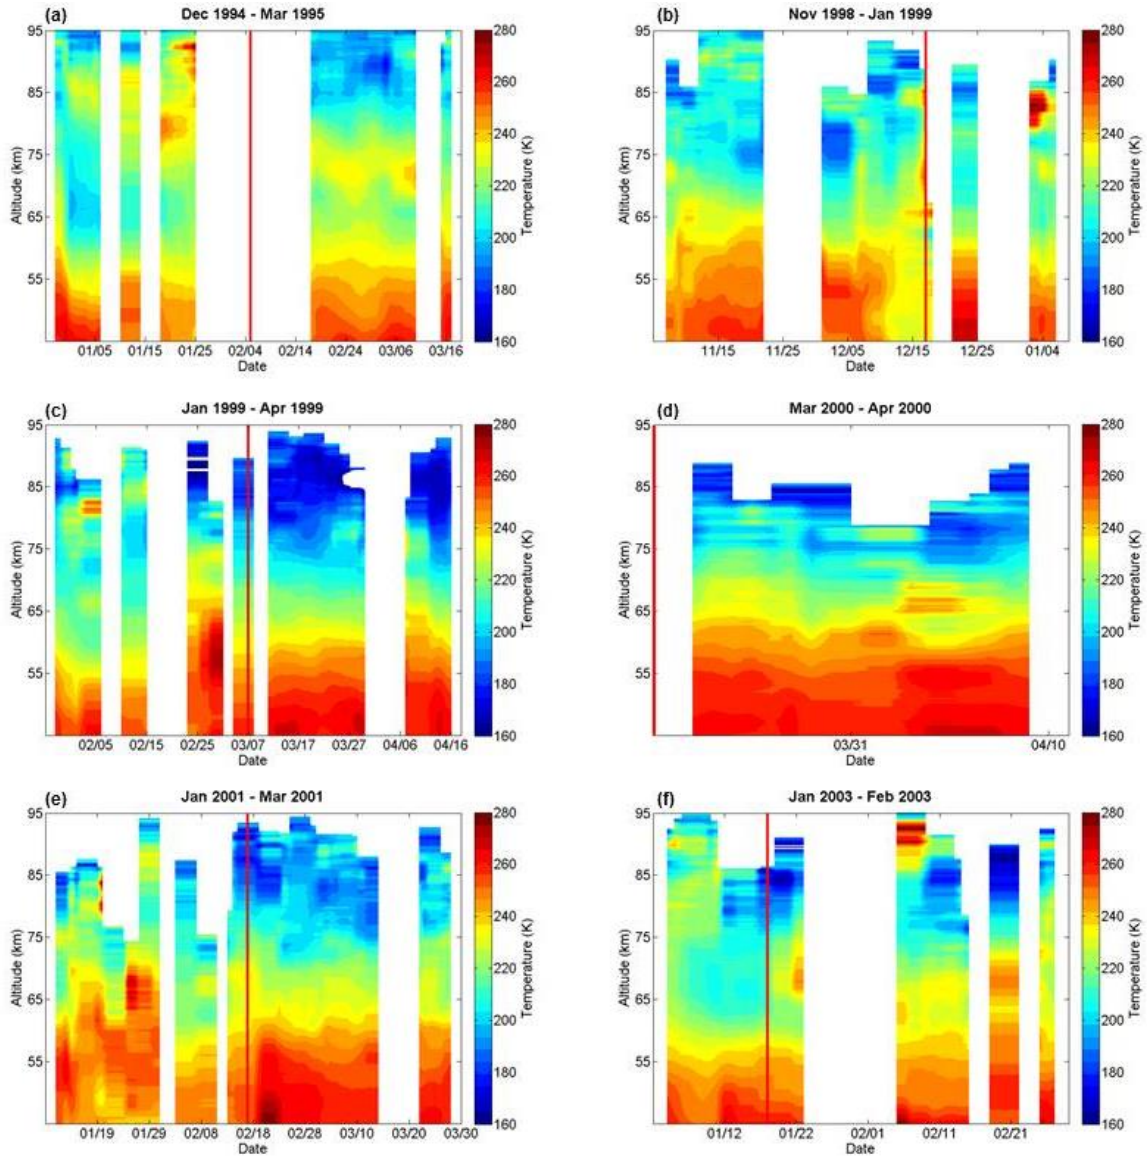 (a) Dec 1994 - Mar 1995
95
85
75
65
55
Altitude (km)
01/05 01/15 01/25 02/04 02/14 02/24 03/06 03/16
Date
280
260
240
220
200
180
160
Temperature (K)
(b) Nov 1998 - Jan 1999
95
85
75
65
55
Altitude (km)
11/15 11/25 12/05 12/15 12/25 01/04
Date
280
260
240
220
200
180
160
Temperature (K)
(c) Jan 1999 - Apr 1999
95
85
75
65
55
Altitude (km)
02/05 02/15 02/25 03/07 03/17 03/27 04/06 04/16
Date
280
260
240
220
200
180
160
Temperature (K)
(d) Mar 2000 - Apr 2000
95
85
75
65
55
Altitude (km)
03/31 04/10
Date
280
260
240
220
200
180
160
Temperature (K)
(e) Jan 2001 - Mar 2001
95
85
75
65
55
Altitude (km)
01/19 01/29 02/08 02/18 02/28 03/10 03/20 03/30
Date
280
260
240
220
200
180
160
Temperature (K)
(f) Jan 2003 - Feb 2003
95
85
75
65
55
Altitude (km)
01/12 01/22 02/01 02/11 02/21
Date
280
260
240
220
200
180
160
Temperature (K)